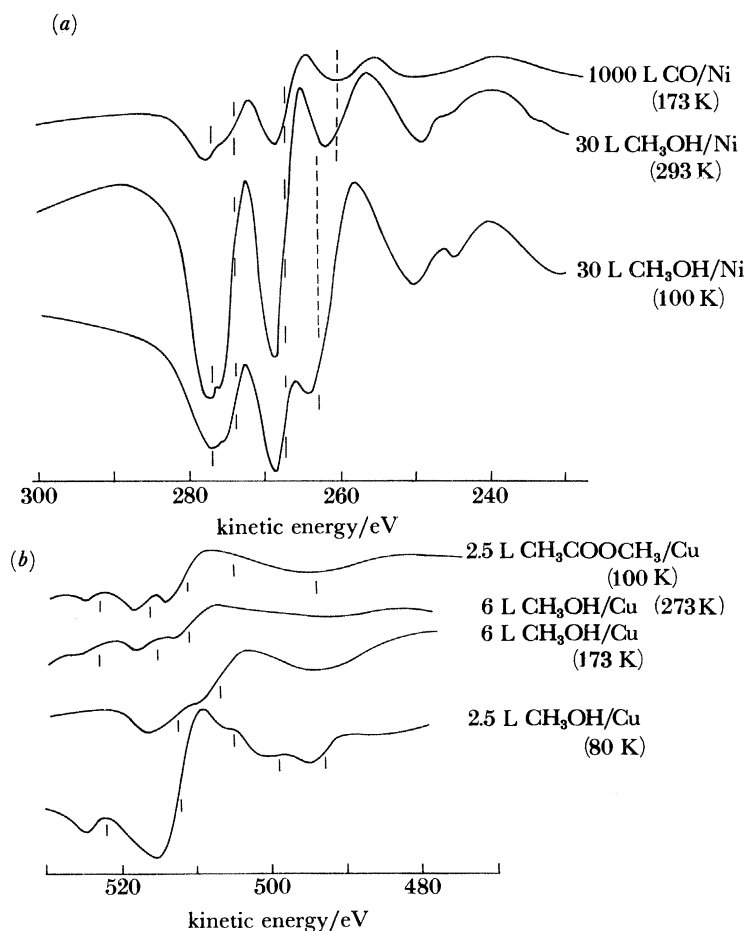 (a)
1000 L CO/Ni
(173 K)
30 L CH₃OH/Ni
(293 K)
30 L CH₃OH/Ni
(100 K)
300 280 260 240
kinetic energy/eV
(b)
2.5 L CH₃COOCH₃/Cu
(100 K)
6 L CH₃OH/Cu (273K)
6 L CH₃OH/Cu
(173 K)
2.5 L CH₃OH/Cu
(80 K)
520 500 480
kinetic energy/eV